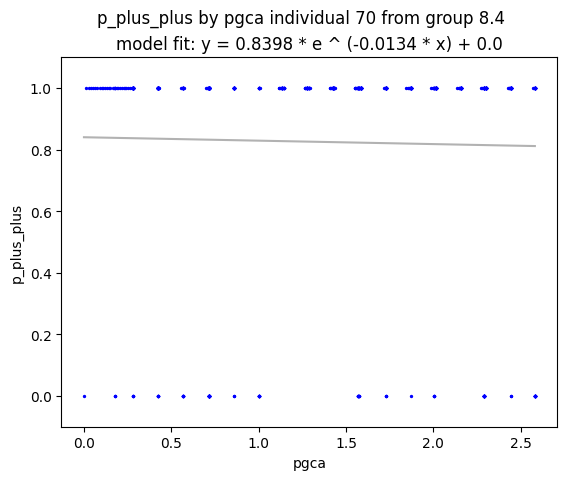 p_plus_plus by pgca individual 70 from group 8.4
model fit: y = 0.8398 * e ^ (-0.0134 * x) + 0.0
1.0
0.8
0.6
0.4
0.2
0.0
p_plus_plus
0.0 0.5 1.0 1.5 2.0 2.5
pgca